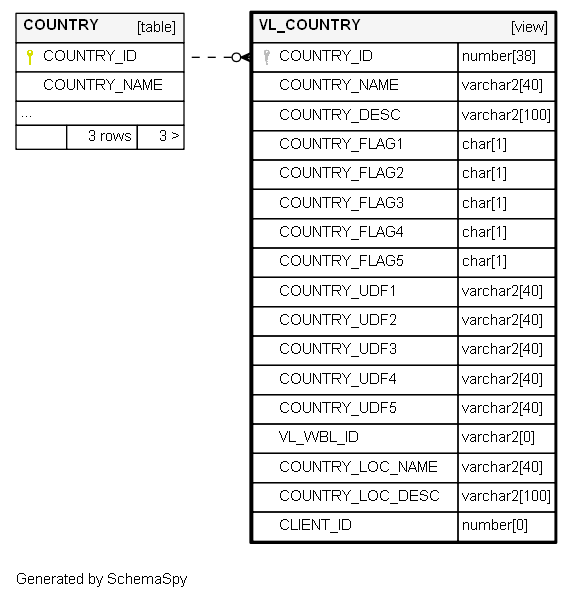 COUNTRY [table]
COUNTRY_ID
COUNTRY_NAME
...
3 rows 3 >
VL_COUNTRY [view]
COUNTRY_ID number[38]
COUNTRY_NAME varchar2[40]
COUNTRY_DESC varchar2[100]
COUNTRY_FLAG1 char[1]
COUNTRY_FLAG2 char[1]
COUNTRY_FLAG3 char[1]
COUNTRY_FLAG4 char[1]
COUNTRY_FLAG5 char[1]
COUNTRY_UDF1 varchar2[40]
COUNTRY_UDF2 varchar2[40]
COUNTRY_UDF3 varchar2[40]
COUNTRY_UDF4 varchar2[40]
COUNTRY_UDF5 varchar2[40]
VL_WBL_ID varchar2[0]
COUNTRY_LOC_NAME varchar2[40]
COUNTRY_LOC_DESC varchar2[100]
CLIENT_ID number[0]
Generated by SchemaSpy